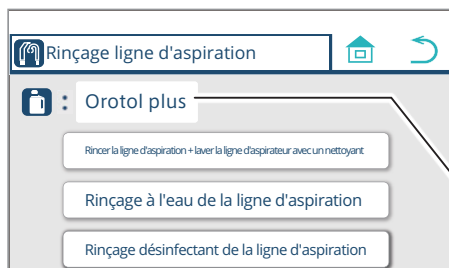 Rinçage ligne d'aspiration
: Orotol plus
Rincer la ligne d'aspiration + laver la ligne d'aspirateur avec un nettoyant
Rinçage à l'eau de la ligne d'aspiration
Rinçage désinfectant de la ligne d'aspiration